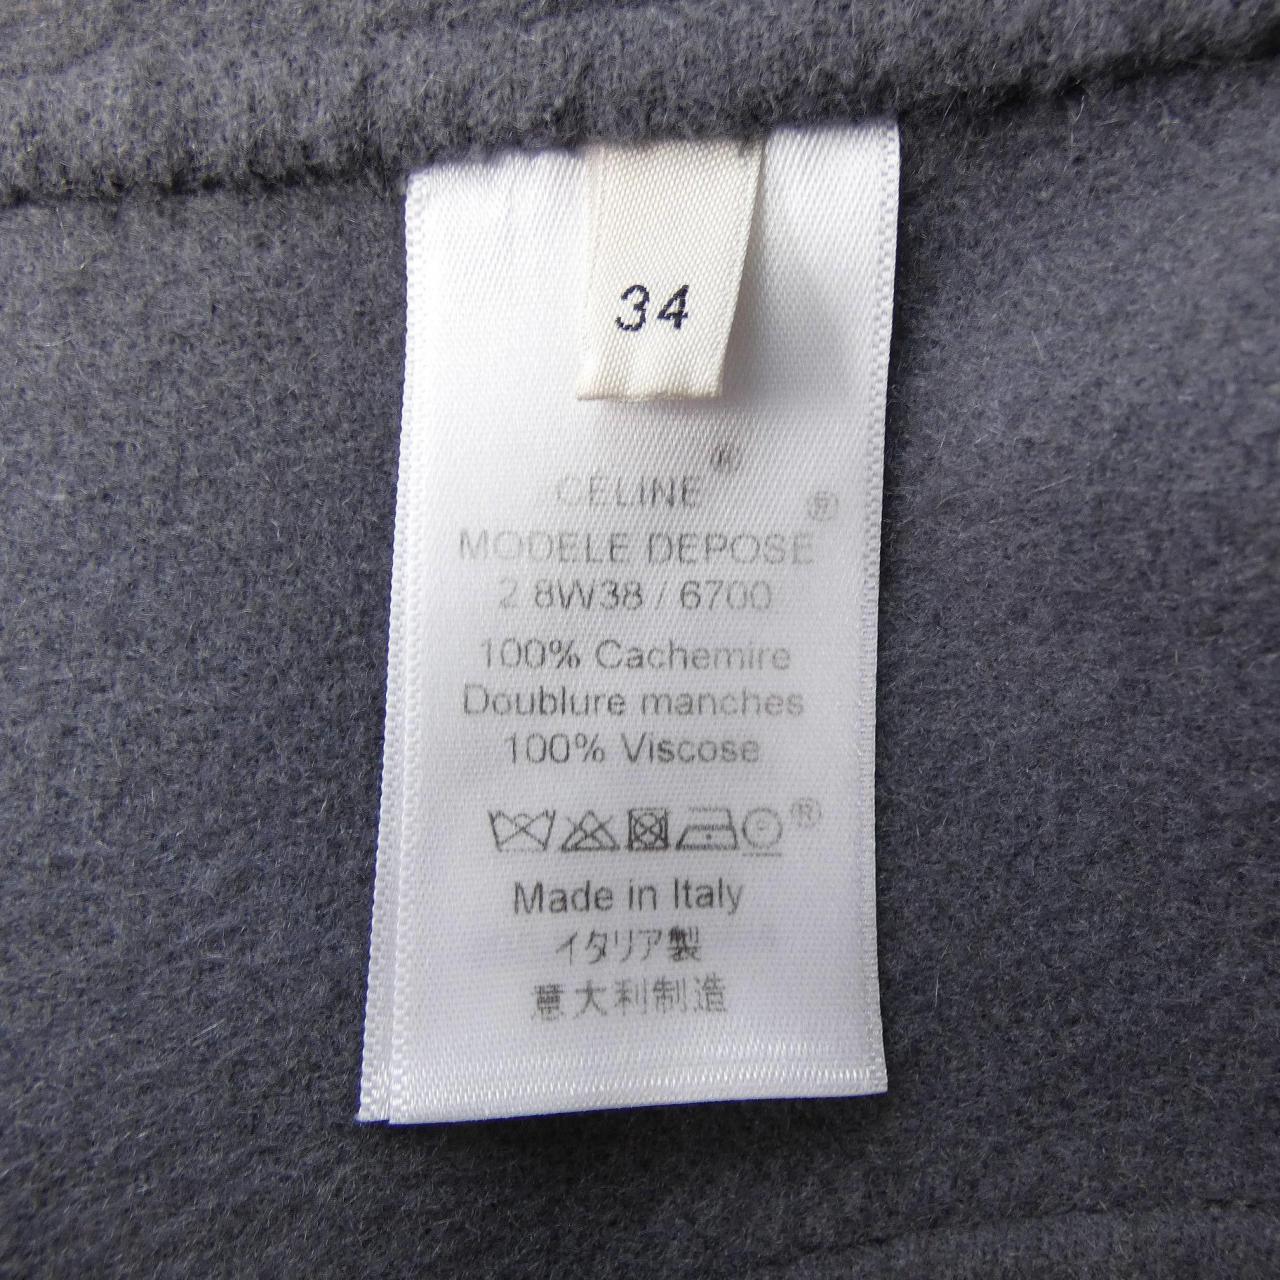 34
CÉLINE®
MODELE DEPOSE®
2.8W38 / 6700
100% Cachemire
Doublure manches
100% Viscose
®
Made in Italy
イタリア製
意大利制造